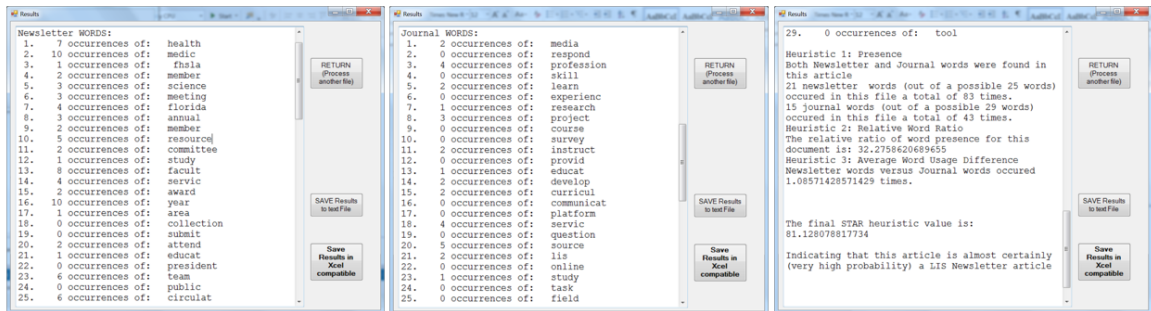 Results
Newsletter WORDS:
1. 7 occurrences of: health
2. 10 occurrences of: medic
3. 1 occurrences of: fhsla
4. 2 occurrences of: member
5. 3 occurrences of: science
6. 3 occurrences of: meeting
7. 4 occurrences of: florida
8. 3 occurrences of: annual
9. 2 occurrences of: member
10. 5 occurrences of: resource
11. 2 occurrences of: committee
12. 1 occurrences of: study
13. 8 occurrences of: facult
14. 4 occurrences of: servic
15. 2 occurrences of: award
16. 10 occurrences of: year
17. 1 occurrences of: area
18. 0 occurrences of: collection
19. 0 occurrences of: submit
20. 2 occurrences of: attend
21. 1 occurrences of: educat
22. 0 occurrences of: president
23. 6 occurrences of: team
24. 0 occurrences of: public
25. 6 occurrences of: circulat
RETURN
(Process
another file)
SAVE Results
to text File
Save
Results in
Xcel
compatible
Results
Journal WORDS:
1. 2 occurrences of: media
2. 0 occurrences of: respond
3. 4 occurrences of: profession
4. 0 occurrences of: skill
5. 2 occurrences of: learn
6. 0 occurrences of: experienc
7. 1 occurrences of: research
8. 3 occurrences of: project
9. 0 occurrences of: course
10. 0 occurrences of: survey
11. 2 occurrences of: instruct
12. 0 occurrences of: provid
13. 1 occurrences of: educat
14. 2 occurrences of: develop
15. 2 occurrences of: curricul
16. 0 occurrences of: communicat
17. 0 occurrences of: platform
18. 4 occurrences of: servic
19. 0 occurrences of: question
20. 5 occurrences of: source
21. 2 occurrences of: lis
22. 0 occurrences of: online
23. 1 occurrences of: study
24. 0 occurrences of: task
25. 0 occurrences of: field
RETURN
(Process
another file)
SAVE Results
to text File
Save
Results in
Xcel
compatible
Results
29. 0 occurrences of: tool
Heuristic 1: Presence
Both Newsletter and Journal words were found in
this article
21 newsletter words (out of a possible 25 words)
occured in this file a total of 83 times.
15 journal words (out of a possible 29 words)
occured in this file a total of 43 times.
Heuristic 2: Relative Word Ratio
The relative ratio of word presence for this
document is: 32.2758620689655
Heuristic 3: Average Word Usage Difference
Newsletter words versus Journal words occured
1.08571428571429 times.
The final STAR heuristic value is:
81.128078817734
Indicating that this article is almost certainly
(very high probability) a LIS Newsletter article
RETURN
(Process
another file)
SAVE Results
to text File
Save
Results in
Xcel
compatible